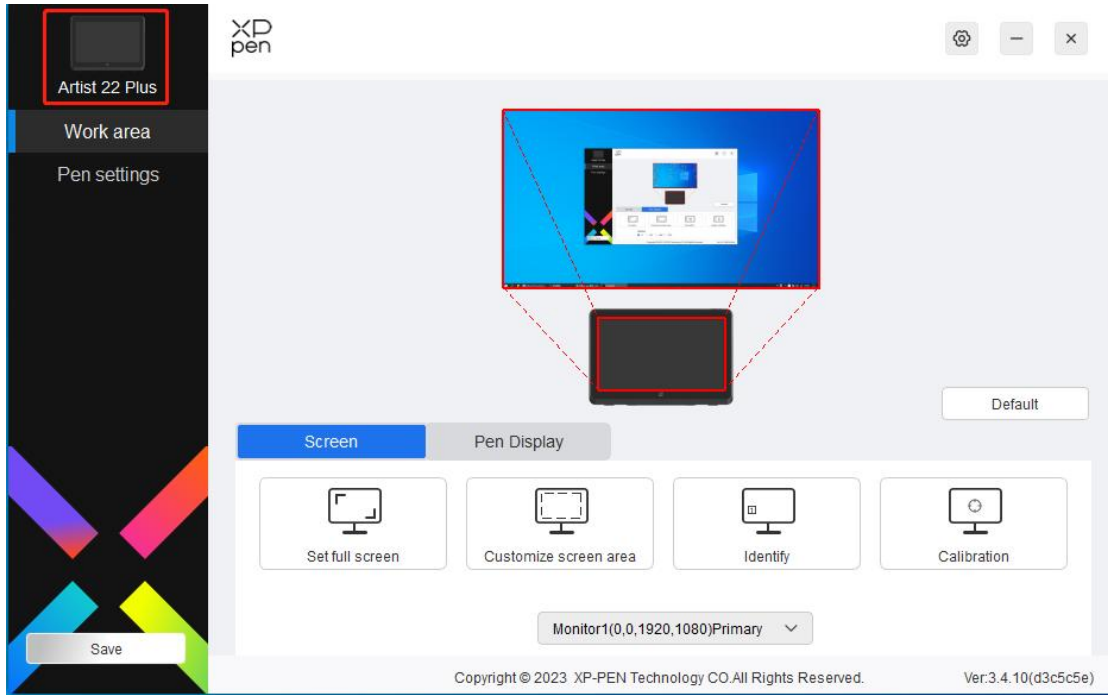 XP
pen
Artist 22 Plus
Work area
Pen settings
Default
Screen
Pen Display
Set full screen
Customize screen area
Identify
Calibration
Monitor1(0,0,1920,1080)Primary
Save
Copyright © 2023 XP-PEN Technology CO.All Rights Reserved.
Ver:3.4.10(d3c5c5e)